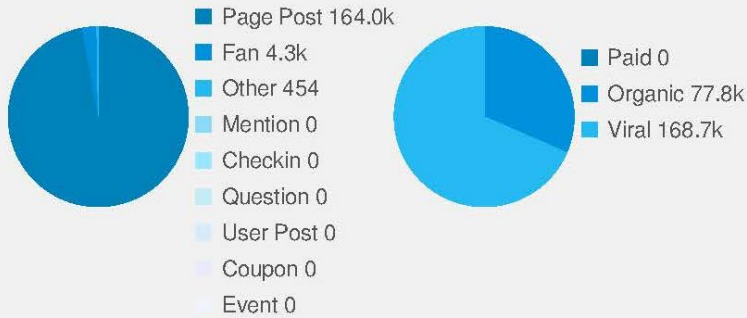 Page Post 164.0k
Fan 4.3k
Other 454
Mention 0
Checkin 0
Question 0
User Post 0
Coupon 0
Event 0
Paid 0
Organic 77.8k
Viral 168.7k